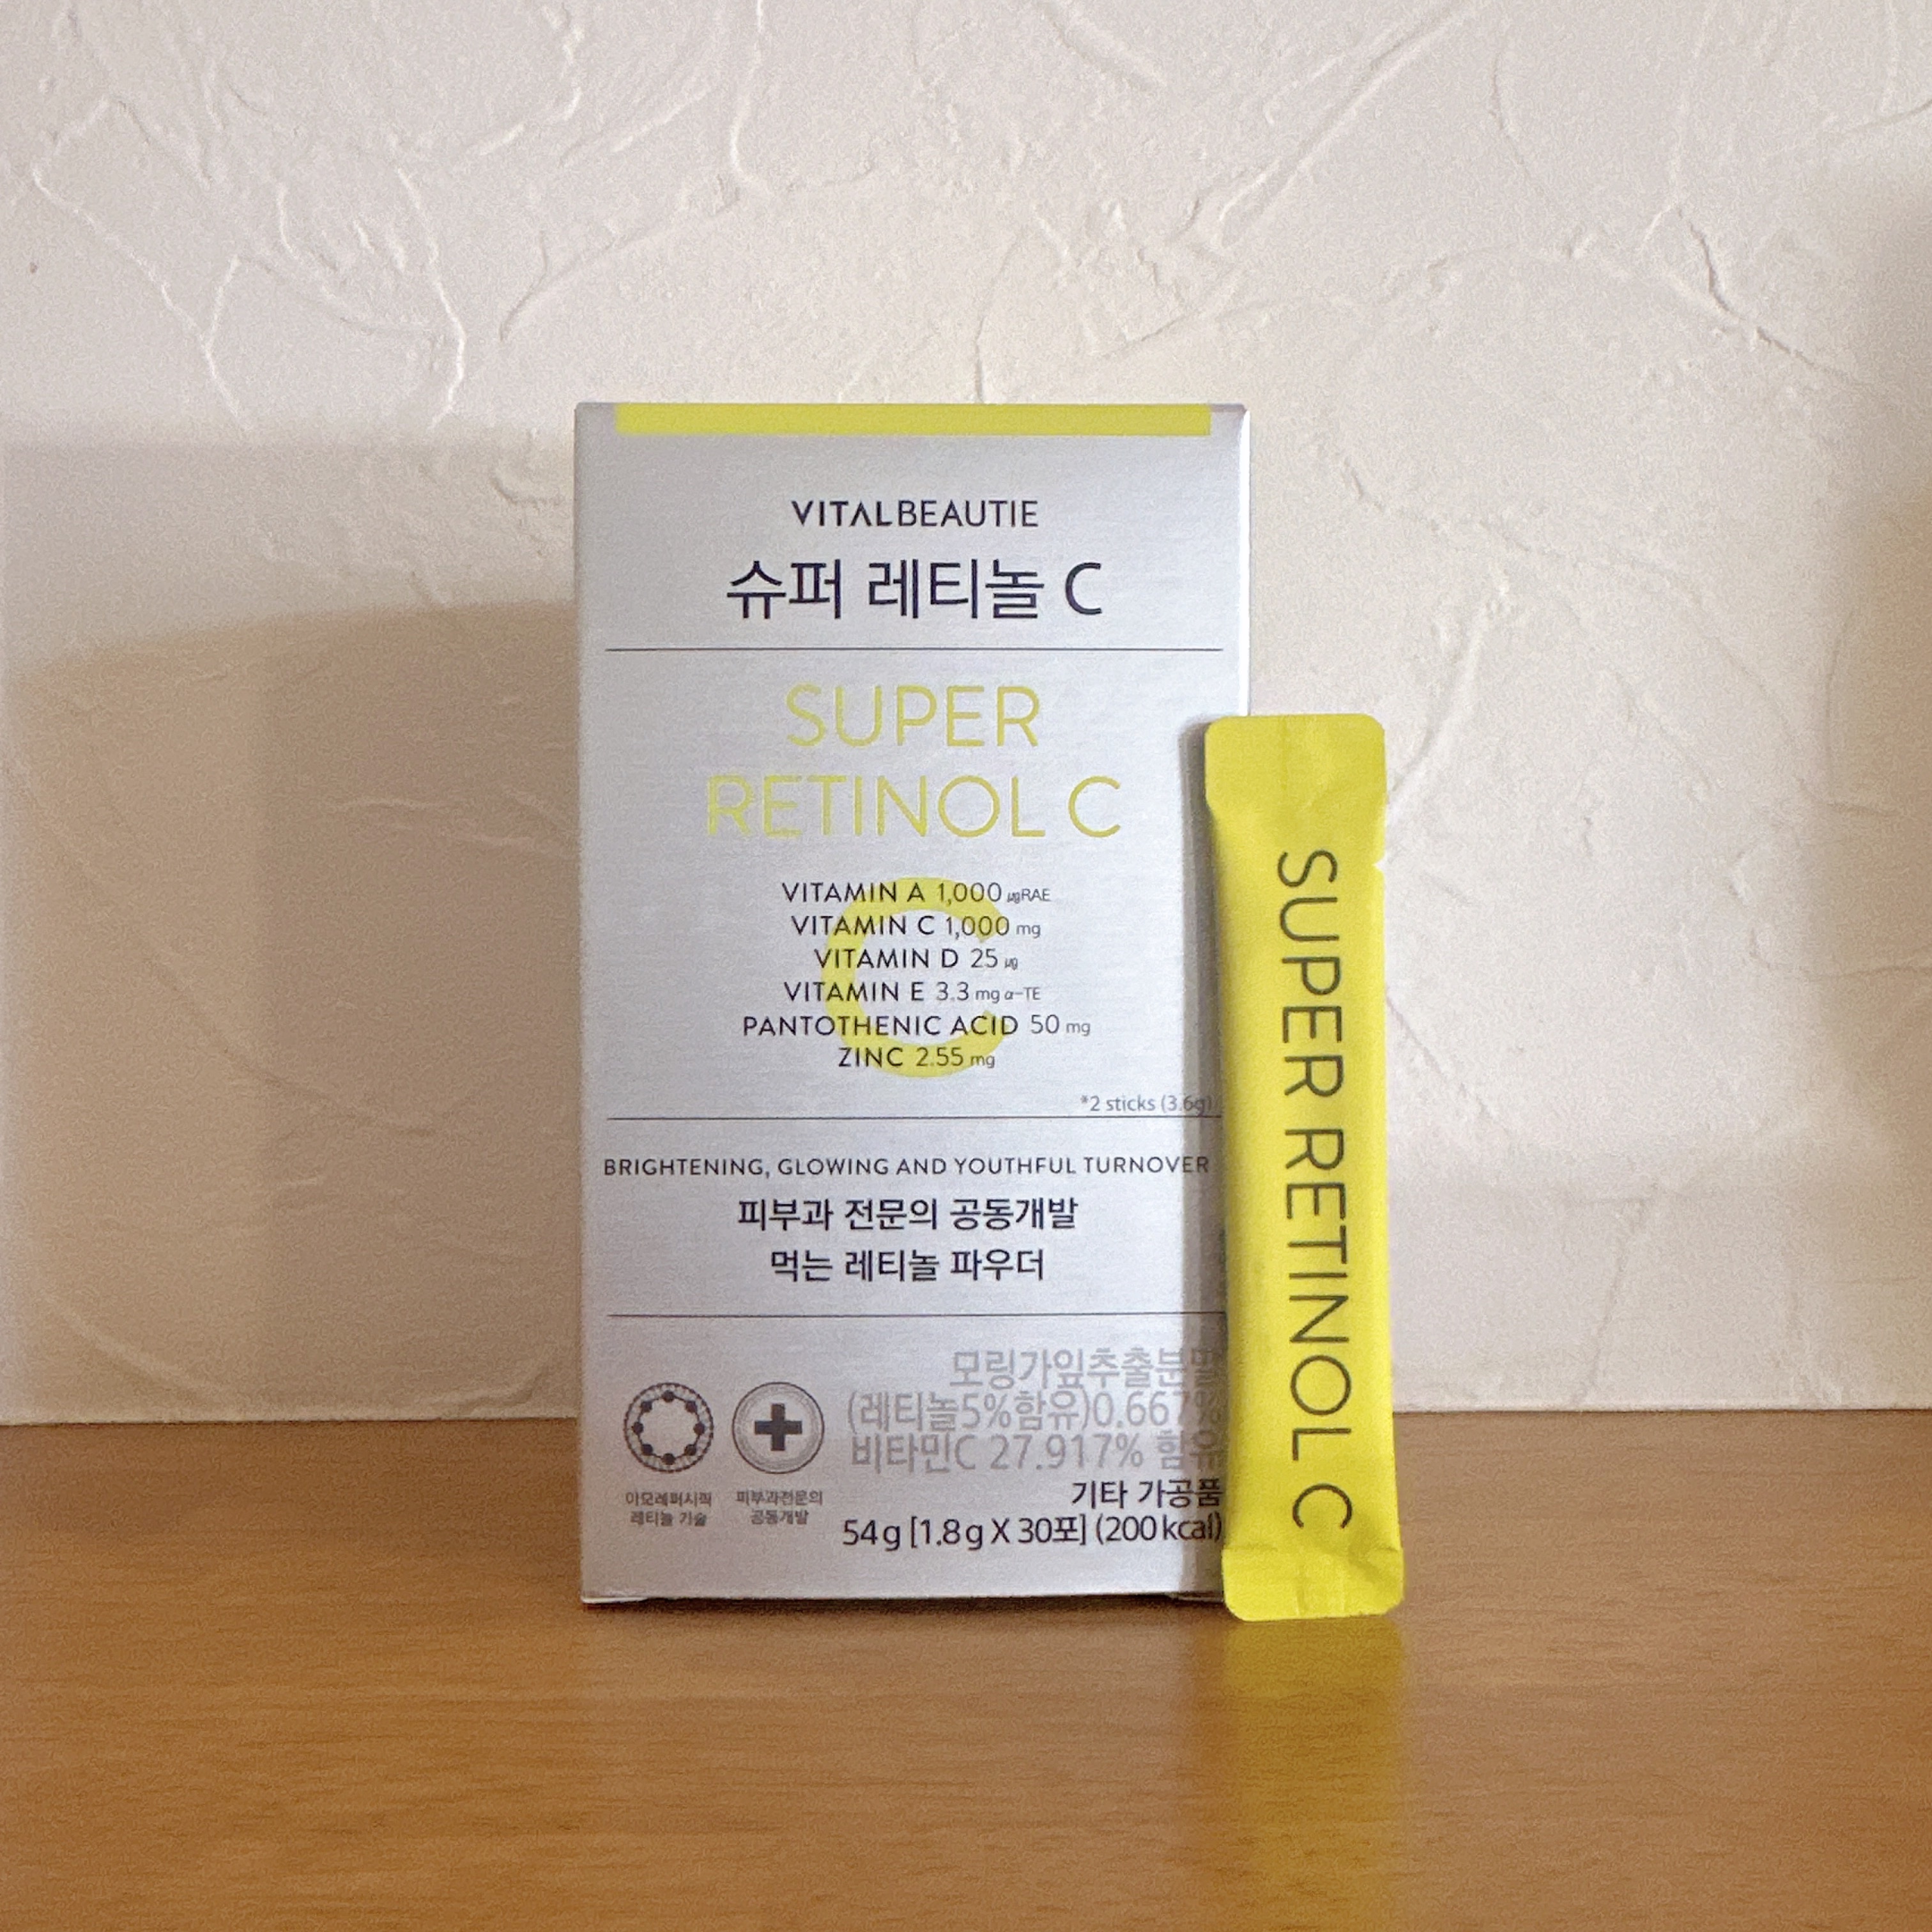 VITALBEAUTIE
슈퍼 레티놀 C
SUPER
RETINOL C
C
VITAMIN A 1,000 μgRAE
VITAMIN C 1,000 mg
VITAMIN D 25 μg
VITAMIN E 3.3 mg α-TE
PANTOTHENIC ACID 50 mg
ZINC 2.55 mg
*2 sticks (3.6g)
BRIGHTENING, GLOWING AND YOUTHFUL TURNOVER
피부과 전문의 공동개발
먹는 레티놀 파우더
모링가잎추출분말
(레티놀5%함유)0.667%
비타민C 27.917% 함유
기타 가공품
54g [1.8g X 30포] (200kcal)
아모레퍼시픽
레티놀 기술
피부과전문의
공동개발
SUPER RETINOL C